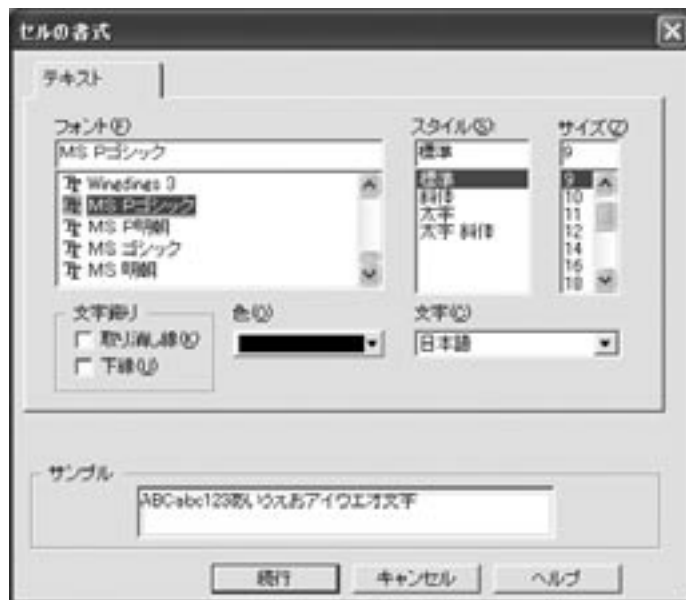 セルの書式
テキスト
フォント(F)
MS Pゴシック
Wingdings 3
MS Pゴシック
MS P明朝
MS ゴシック
MS 明朝
スタイル(S)
標準
標準
斜体
太字
太字 斜体
サイズ(Z)
9
9
10
11
12
14
16
18
文字飾り
取り消し線(K)
下線(U)
色(O)
文字(C)
日本語
サンプル
ABCabc123あいうえおアイウエオ文字
続行
キャンセル
ヘルプ